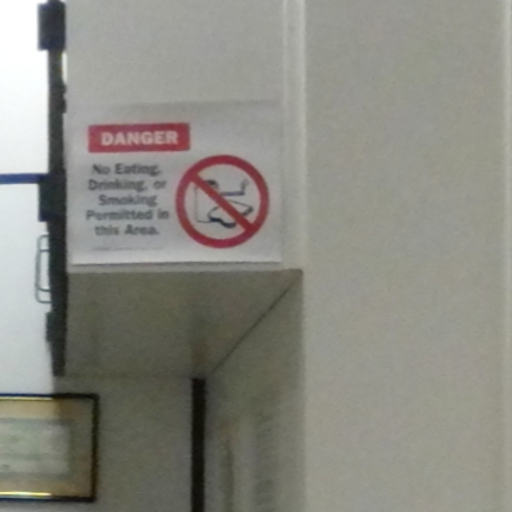 DANGER
No Eating,
Drinking, or
Smoking
Permitted in
this Area.